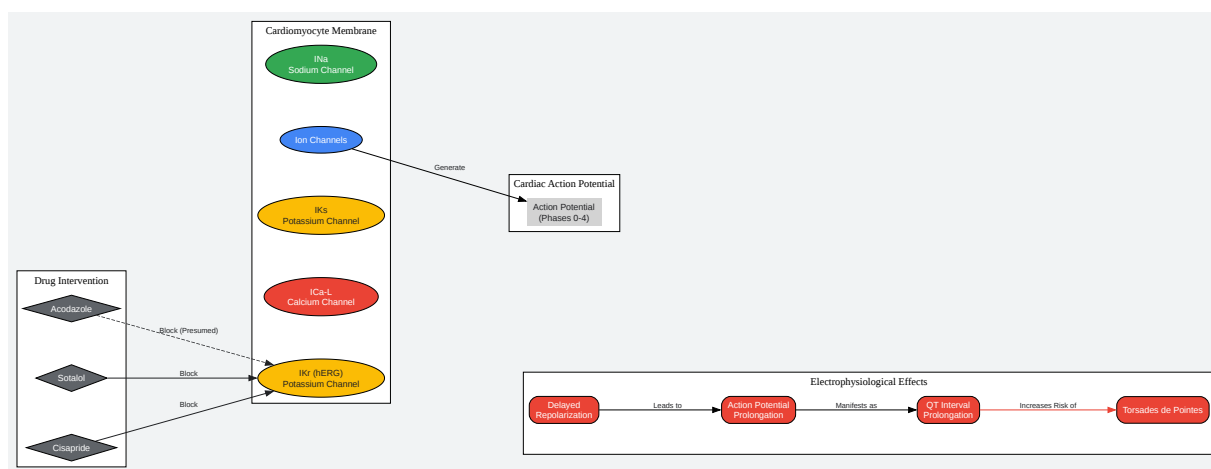 Cardiomyocyte Membrane
INa
Sodium Channel
Ion Channels
Generate
IKs
Potassium Channel
ICa-L
Calcium Channel
IKr (hERG)
Potassium Channel
Cardiac Action Potential
Action Potential
(Phases 0-4)
Drug Intervention
Acodazole
Block (Presumed)
Sotalol
Block
Block
Cisapride
Electrophysiological Effects
Delayed
Repolarization
Leads to
Action Potential
Prolongation
Manifests as
QT Interval
Prolongation
Increases Risk of
Torsades de Pointes